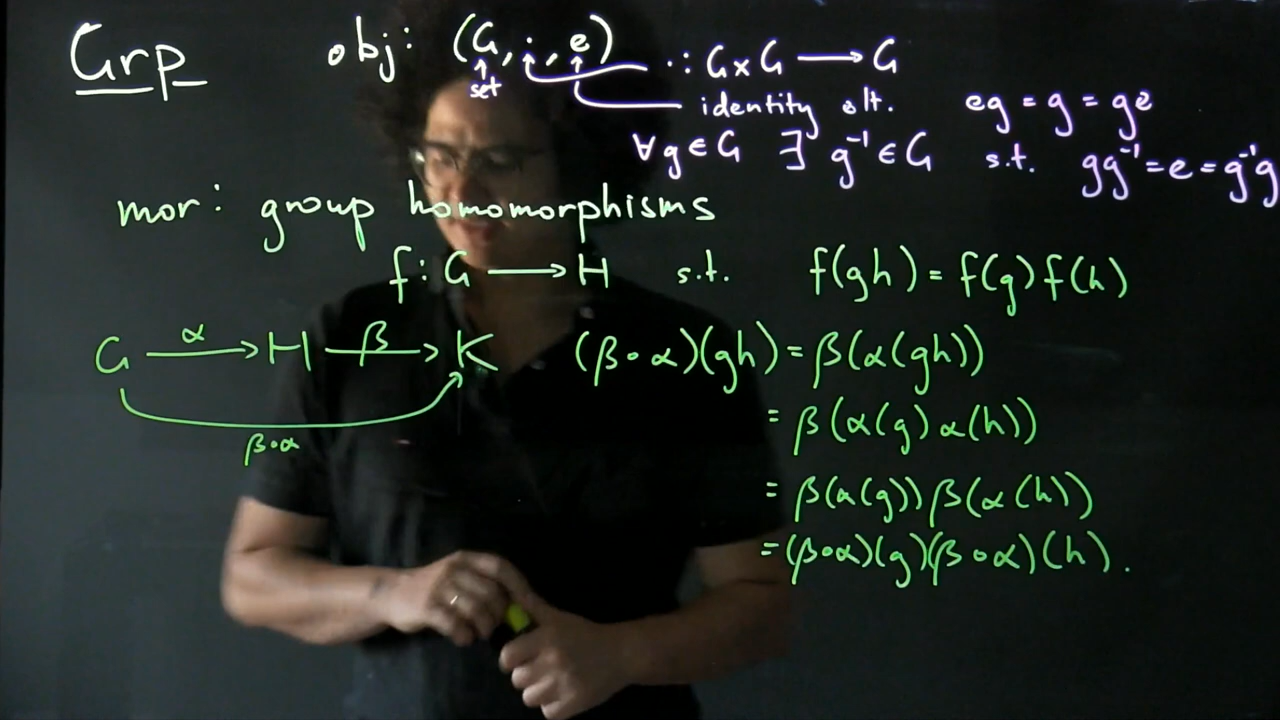 Grp obj: (G, ·, e) ·: G×G ⟶ G
set
identity elt. eg = g = ge
∀g∈G ∃ g⁻¹∈G s.t. gg⁻¹=e=g⁻¹g
mor: group homomorphisms
f: G ⟶ H s.t. f(gh) = f(g)f(h)
G ⟶ H ⟶ K (β∘α)(gh) = β(α(gh))
α β
β∘α
= β(α(g)α(h))
= β(α(g))β(α(h))
=(β∘α)(g)(β∘α)(h).